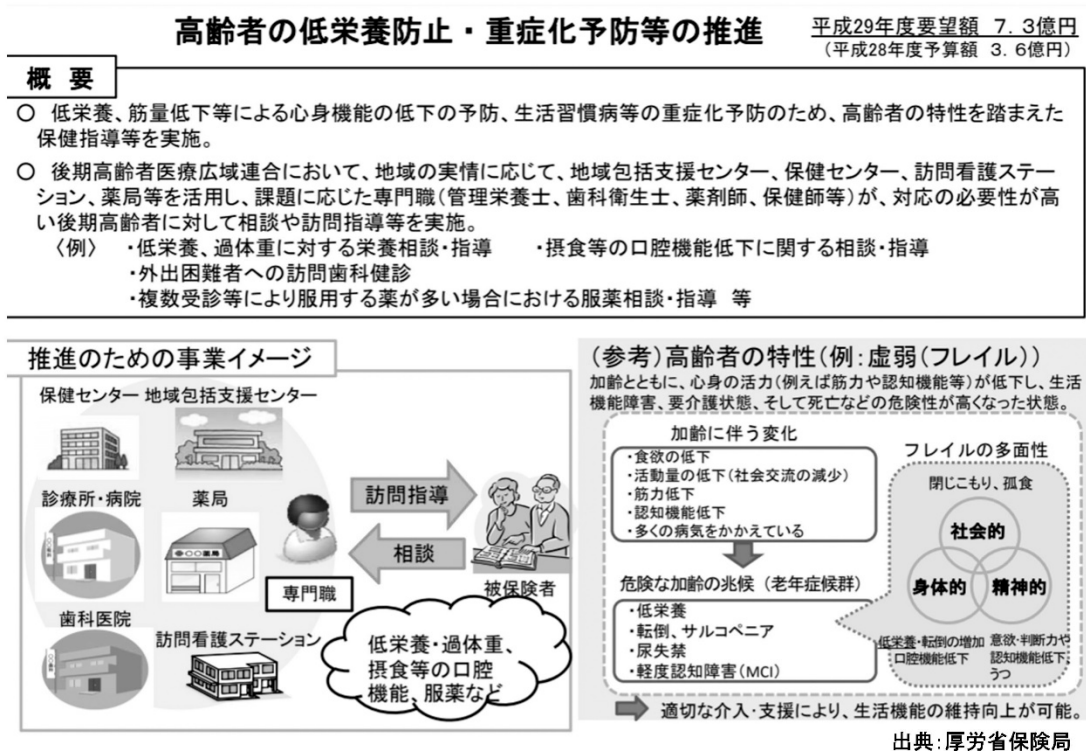 高齢者の低栄養防止・重症化予防等の推進
平成29年度要望額 7.3億円
(平成28年度予算額 3.6億円)
概 要
○ 低栄養、筋量低下等による心身機能の低下の予防、生活習慣病等の重症化予防のため、高齢者の特性を踏まえた
保健指導等を実施。
○ 後期高齢者医療広域連合において、地域の実情に応じて、地域包括支援センター、保健センター、訪問看護ステー
ション、薬局等を活用し、課題に応じた専門職(管理栄養士、歯科衛生士、薬剤師、保健師等)が、対応の必要性が高
い後期高齢者に対して相談や訪問指導等を実施。
〈例〉 ・低栄養、過体重に対する栄養相談・指導 ・摂食等の口腔機能低下に関する相談・指導
・外出困難者への訪問歯科健診
・複数受診等により服用する薬が多い場合における服薬相談・指導 等
推進のための事業イメージ
保健センター 地域包括支援センター
診療所・病院 薬局
〇〇薬局
訪問指導
相談
専門職
被保険者
歯科医院
訪問看護ステーション
低栄養・過体重、
摂食等の口腔
機能、服薬など
(参考)高齢者の特性(例:虚弱(フレイル))
加齢とともに、心身の活力(例えば筋力や認知機能等)が低下し、生活
機能障害、要介護状態、そして死亡などの危険性が高くなった状態。
加齢に伴う変化
・食欲の低下
・活動量の低下(社会交流の減少)
・筋力低下
・認知機能低下
・多くの病気をかかえている
危険な加齢の兆候 (老年症候群)
・低栄養
・転倒、サルコペニア
・尿失禁
・軽度認知障害(MCI)
フレイルの多面性
閉じこもり、孤食
社会的
身体的 精神的
低栄養・転倒の増加
口腔機能低下
意欲・判断力や
認知機能低下、
うつ
適切な介入・支援により、生活機能の維持向上が可能。
出典:厚労省保険局